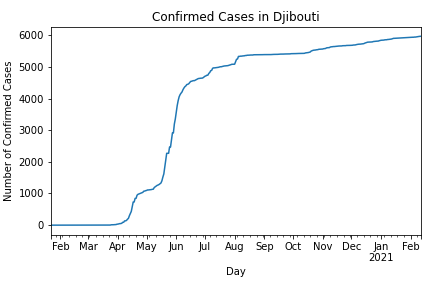 Confirmed Cases in Djibouti
6000
5000
4000
3000
2000
1000
0
Number of Confirmed Cases
Feb Mar Apr May Jun Jul Aug Sep Oct Nov Dec Jan Feb
2021
Day